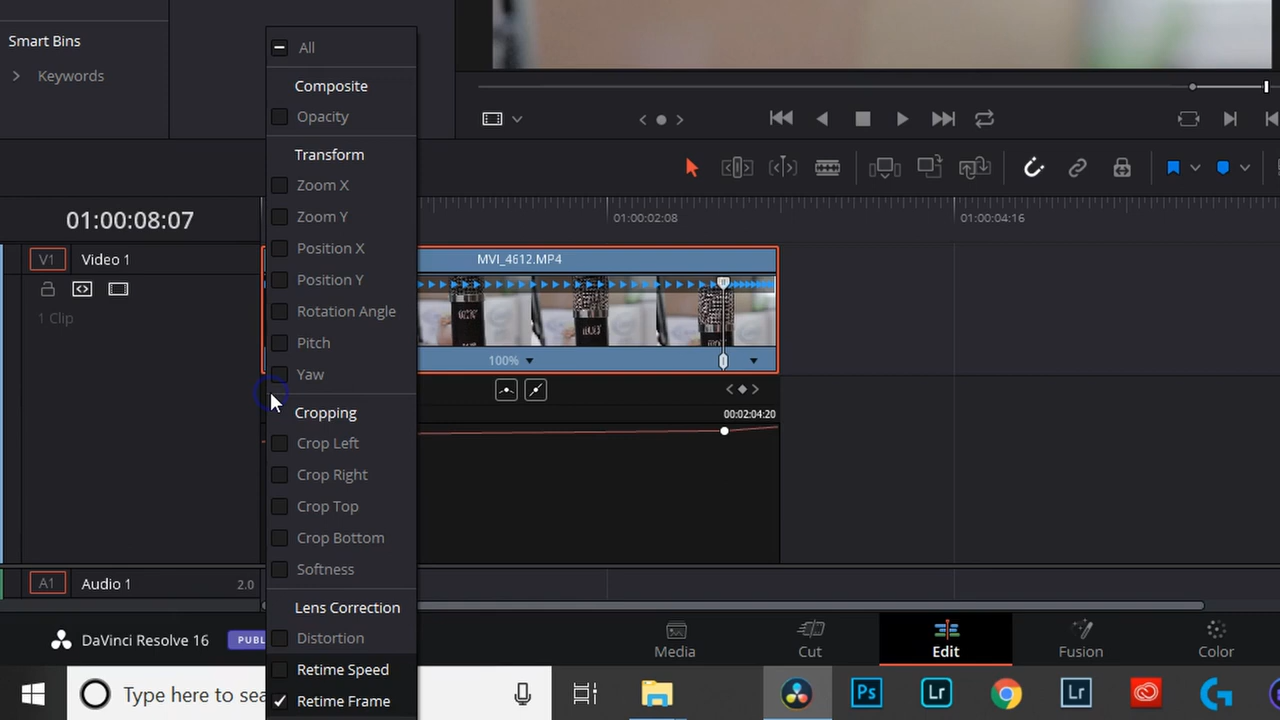 Smart Bins
Keywords
All
Composite
Opacity
Transform
Zoom X
Zoom Y
Position X
Position Y
Rotation Angle
Pitch
Yaw
Cropping
Crop Left
Crop Right
Crop Top
Crop Bottom
Softness
Lens Correction
Distortion
Retime Speed
Retime Frame
01:00:08:07
01:00:02:08
01:00:04:16
V1
Video 1
1 Clip
MVI_4612.MP4
100%
00:02:04:20
A1
Audio 1
2.0
DaVinci Resolve 16
PUBL
Media
Cut
Edit
Fusion
Color
Type here to sea
Ps
Lr
Lr